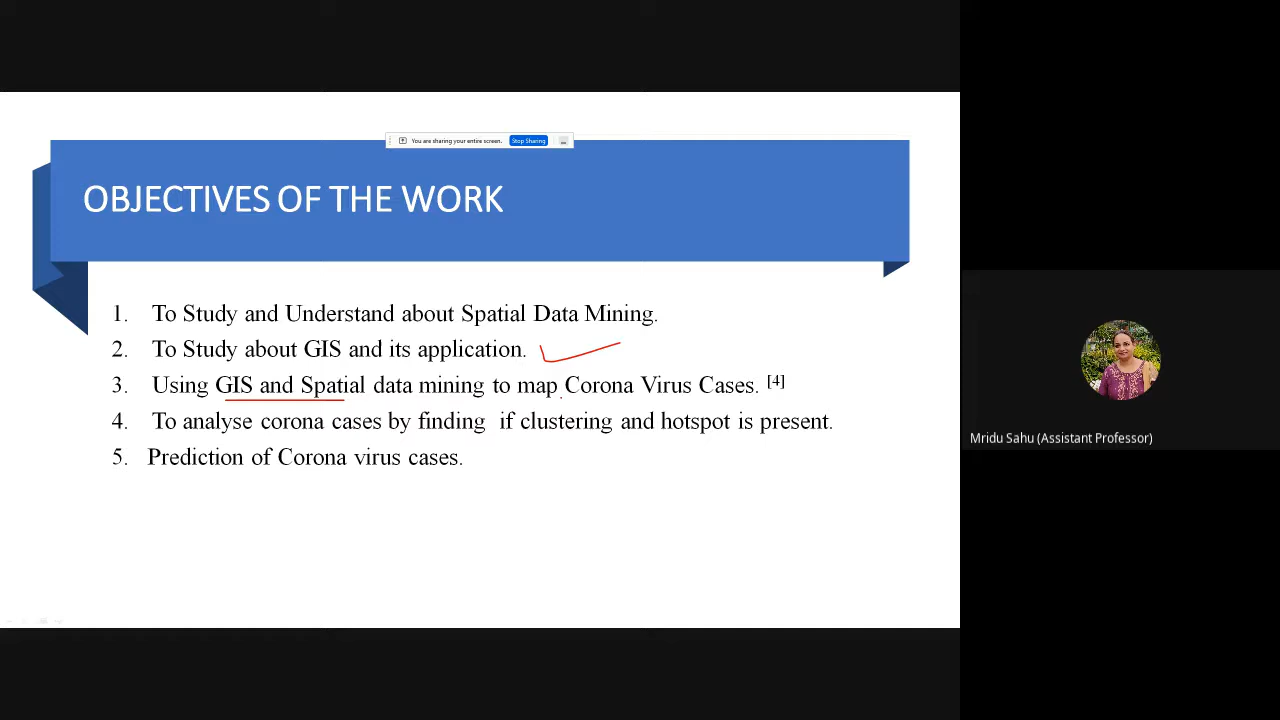 You are sharing your entire screen. Stop Sharing
OBJECTIVES OF THE WORK
1. To Study and Understand about Spatial Data Mining.
2. To Study about GIS and its application.
3. Using GIS and Spatial data mining to map Corona Virus Cases. [4]
4. To analyse corona cases by finding if clustering and hotspot is present.
5. Prediction of Corona virus cases.
Mridu Sahu (Assistant Professor)